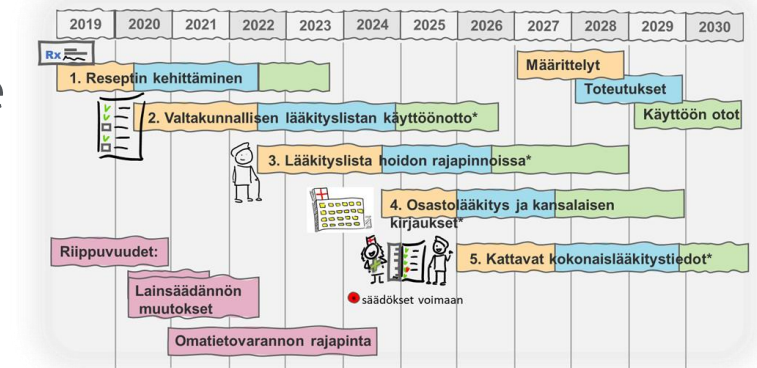 2019 2020 2021 2022 2023 2024 2025 2026 2027 2028 2029 2030
Rx
1. Reseptin kehittäminen
Määrittelyt
Toteutukset
Käyttöön otot
2. Valtakunnallisen lääkityslistan käyttöönotto*
3. Lääkityslista hoidon rajapinnoissa*
4. Osastolääkitys ja kansalaisen
kirjaukset*
5. Kattavat kokonaislääkitystiedot*
Riippuvuudet:
Lainsäädännön
muutokset
säädökset voimaan
Omatietovarannon rajapinta